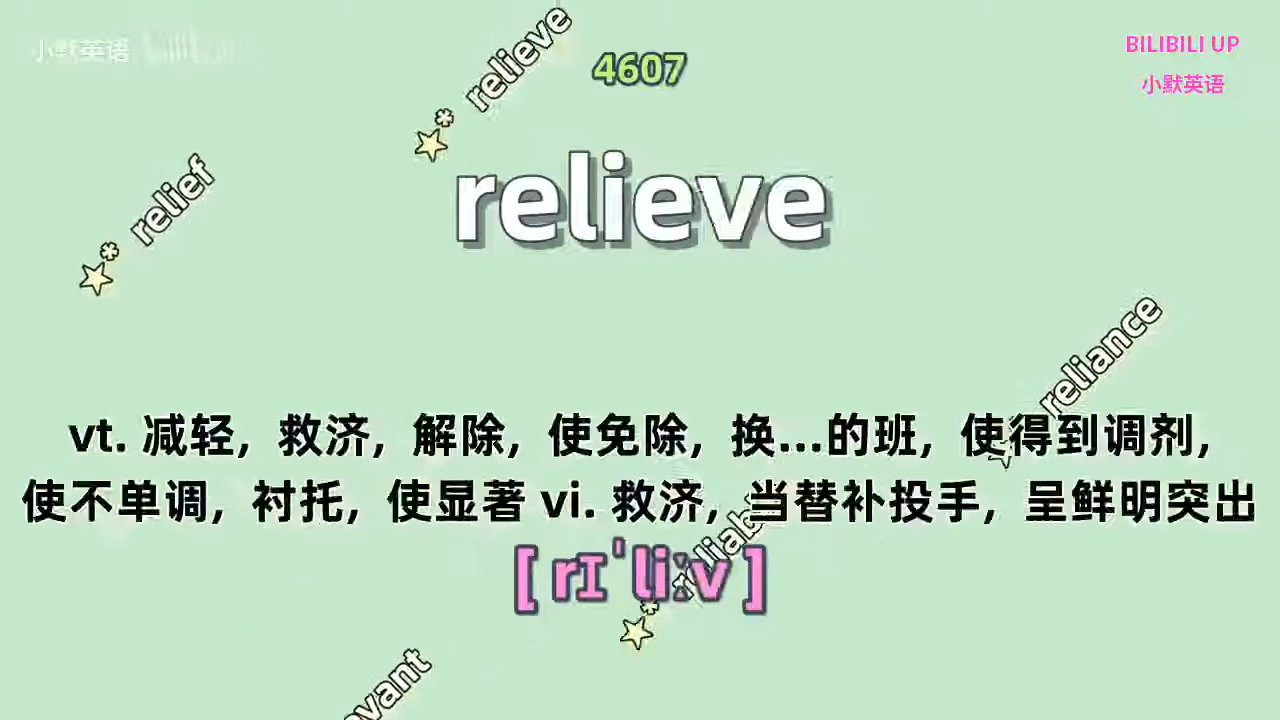 小默英语
relieve
4607
BILIBILI UP
小默英语
relieve
relief
reliance
vt. 减轻, 救济, 解除, 使免除, 换...的班, 使得到调剂,
使不单调, 衬托, 使显著 vi. 救济, 当替补投手, 呈鲜明突出
[ rɪˈliːv ]